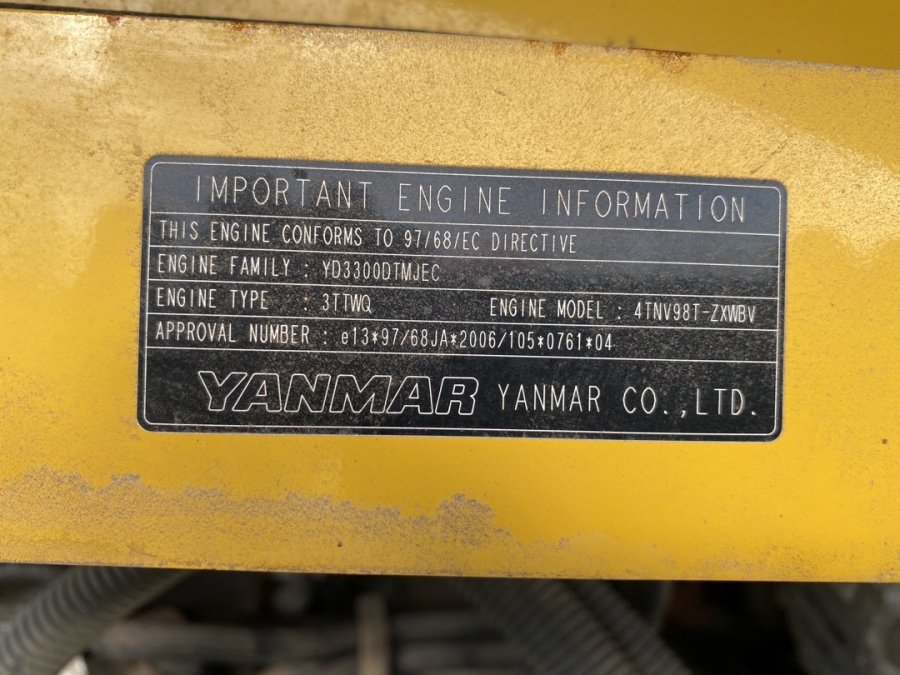 IMPORTANT ENGINE INFORMATION
THIS ENGINE CONFORMS TO 97/68/EC DIRECTIVE
ENGINE FAMILY : YD3300DTMJEC
ENGINE TYPE : 3TTWQ ENGINE MODEL : 4TNV98T-ZXWBV
APPROVAL NUMBER : e13*97/68JA*2006/105*0761*04
YANMAR YANMAR CO.,LTD.